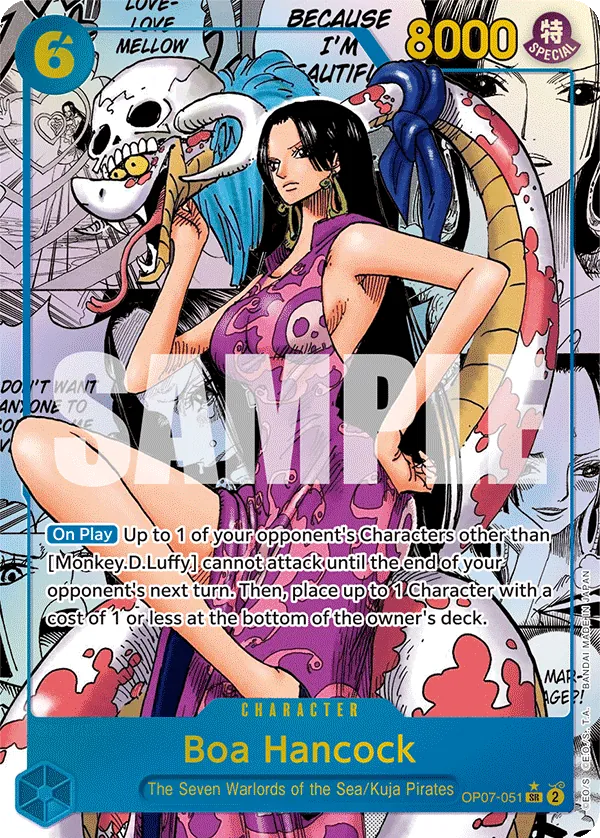 LOVE-
LOVE
MELLOW
BECAUSE
I'M
BEAUTIFUL
6
8000
特
SPECIAL
DON'T WANT
ANYONE TO
SAMPLE
On Play Up to 1 of your opponent's Characters other than
[Monkey.D.Luffy] cannot attack until the end of your
opponent's next turn. Then, place up to 1 Character with a
cost of 1 or less at the bottom of the owner's deck.
MAR-
CHARACTER
Boa Hancock
The Seven Warlords of the Sea/Kuja Pirates
OP07-051 SR 2
©E.O./S. ©E.O./S., T.A. BANDAI MADE IN JAPAN